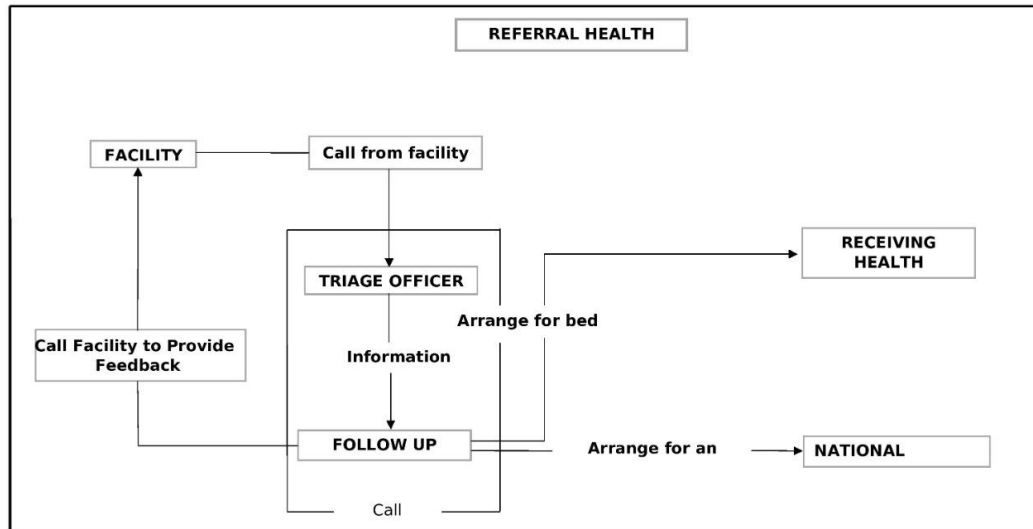 REFERRAL HEALTH
FACILITY
Call from facility
RECEIVING
HEALTH
TRIAGE OFFICER
Arrange for bed
Call Facility to Provide
Feedback
Information
FOLLOW UP
Arrange for an
NATIONAL
Call